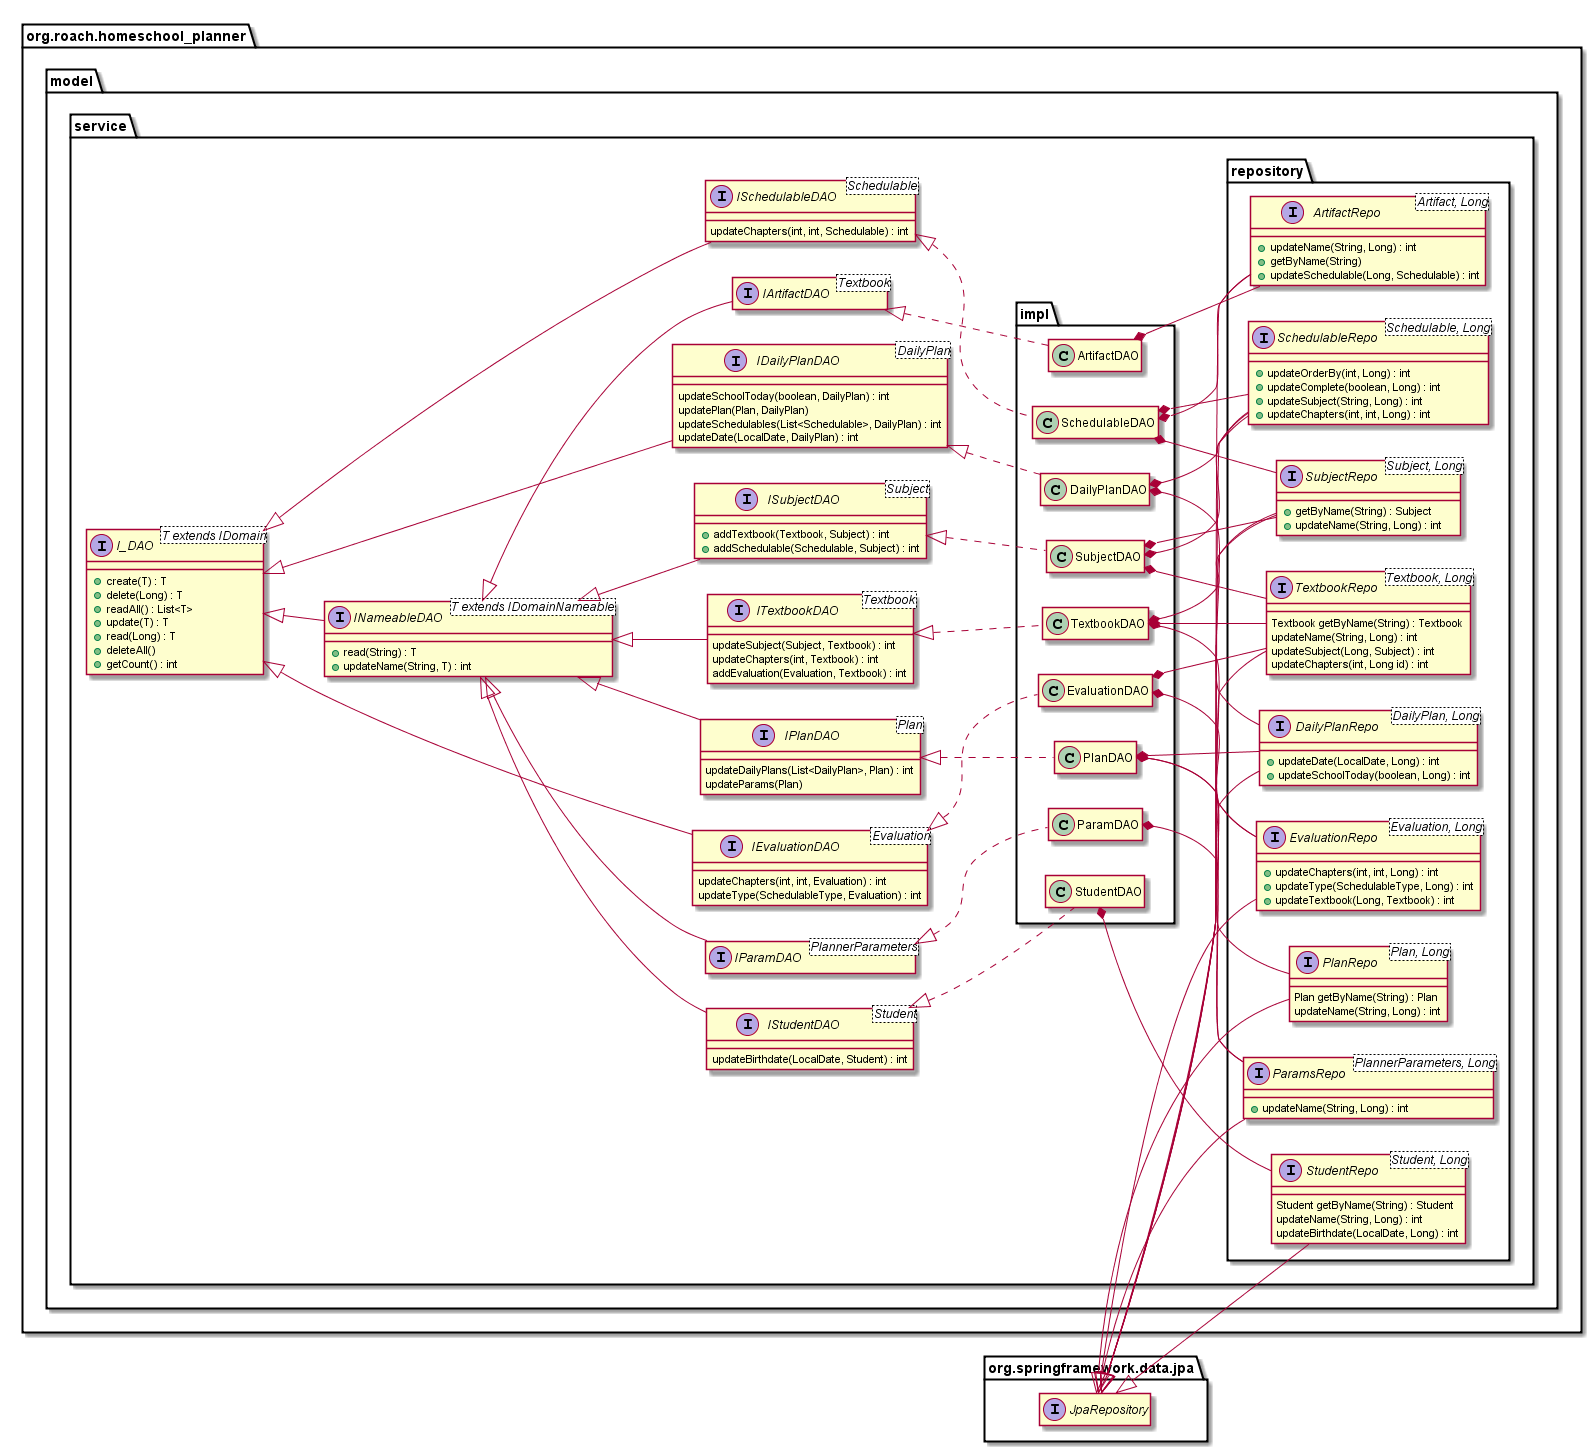 org.roach.homeschool_planner
model
service
I_DAO
T extends IDomain
create(T) : T
delete(Long) : T
readAll() : List<T>
update(T) : T
read(Long) : T
deleteAll()
getCount() : int
INameableDAO
T extends IDomainNameable
read(String) : T
updateName(String, T) : int
ISchedulableDAO
Schedulable
updateChapters(int, int, Schedulable) : int
IArtifactDAO
Textbook
IDailyPlanDAO
DailyPlan
updateSchoolToday(boolean, DailyPlan) : int
updatePlan(Plan, DailyPlan)
updateSchedulables(List<Schedulable>, DailyPlan) : int
updateDate(LocalDate, DailyPlan) : int
ISubjectDAO
Subject
addTextbook(Textbook, Subject) : int
addSchedulable(Schedulable, Subject) : int
ITextbookDAO
Textbook
updateSubject(Subject, Textbook) : int
updateChapters(int, Textbook) : int
addEvaluation(Evaluation, Textbook) : int
IPlanDAO
Plan
updateDailyPlans(List<DailyPlan>, Plan) : int
updateParams(Plan)
IEvaluationDAO
Evaluation
updateChapters(int, int, Evaluation) : int
updateType(SchedulableType, Evaluation) : int
IParamDAO
PlannerParameters
IStudentDAO
Student
updateBirthdate(LocalDate, Student) : int
impl
ArtifactDAO
SchedulableDAO
DailyPlanDAO
SubjectDAO
TextbookDAO
EvaluationDAO
PlanDAO
ParamDAO
StudentDAO
repository
ArtifactRepo
Artifact, Long
updateName(String, Long) : int
getByName(String)
updateSchedulable(Long, Schedulable) : int
SchedulableRepo
Schedulable, Long
updateOrderBy(int, Long) : int
updateComplete(boolean, Long) : int
updateSubject(String, Long) : int
updateChapters(int, int, Long) : int
SubjectRepo
Subject, Long
getByName(String) : Subject
updateName(String, Long) : int
TextbookRepo
Textbook, Long
Textbook getByName(String) : Textbook
updateName(String, Long) : int
updateSubject(Long, Subject) : int
updateChapters(int, Long id) : int
DailyPlanRepo
DailyPlan, Long
updateDate(LocalDate, Long) : int
updateSchoolToday(boolean, Long) : int
EvaluationRepo
Evaluation, Long
updateChapters(int, int, Long) : int
updateType(SchedulableType, Long) : int
updateTextbook(Long, Textbook) : int
PlanRepo
Plan, Long
Plan getByName(String) : Plan
updateName(String, Long) : int
ParamsRepo
PlannerParameters, Long
updateName(String, Long) : int
StudentRepo
Student, Long
Student getByName(String) : Student
updateName(String, Long) : int
updateBirthdate(LocalDate, Long) : int
org.springframework.data.jpa
JpaRepository